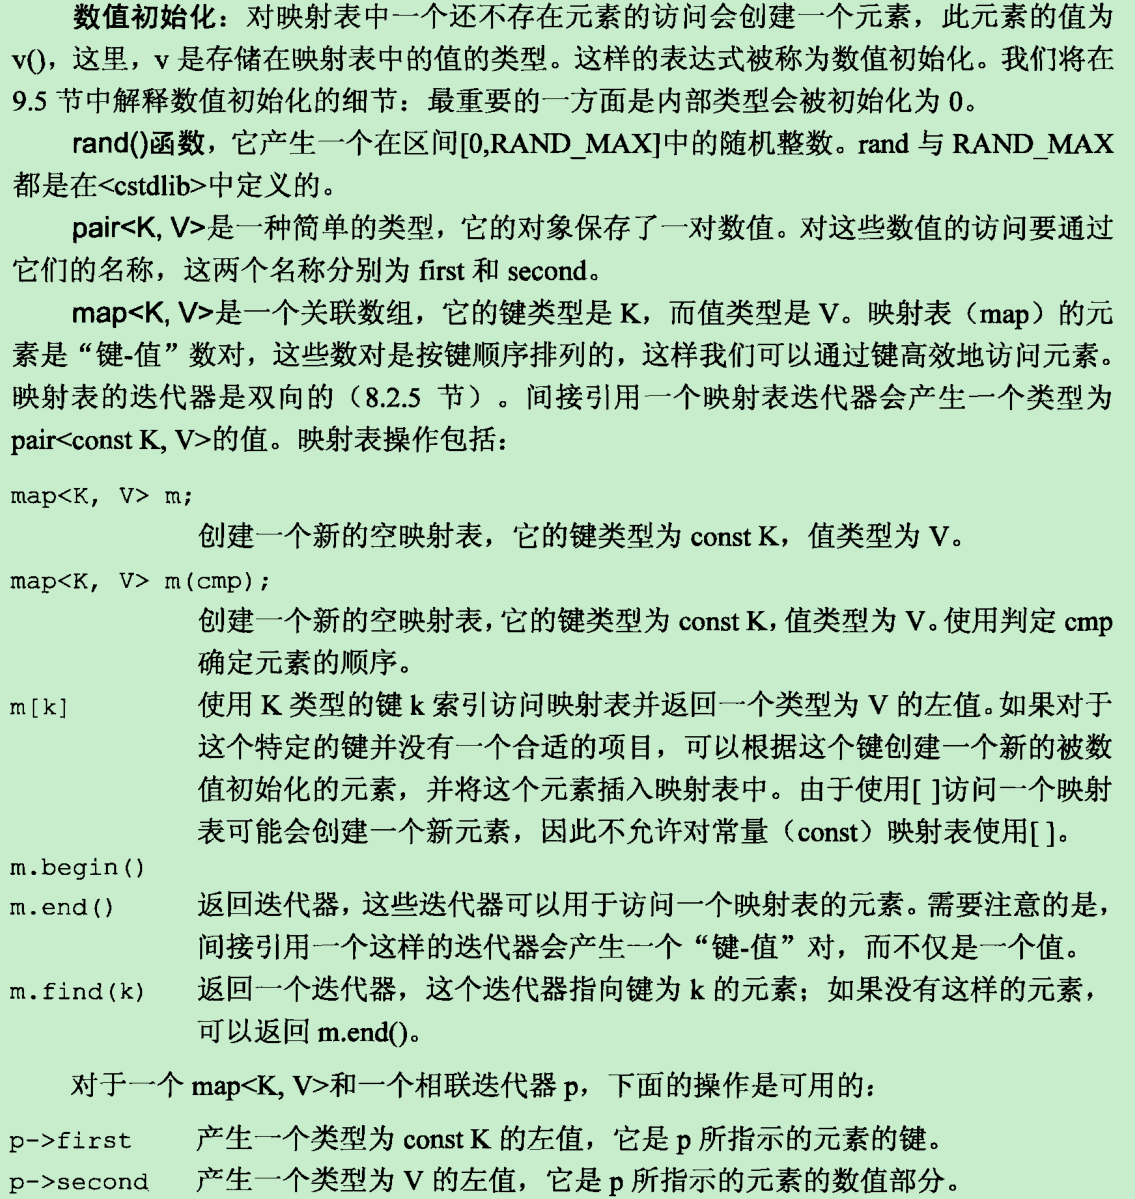 数值初始化：对映射表中一个还不存在元素的访问会创建一个元素，此元素的值为
v()，这里，v 是存储在映射表中的值的类型。这样的表达式被称为数值初始化。我们将在
9.5 节中解释数值初始化的细节：最重要的一方面是内部类型会被初始化为 0。
rand()函数，它产生一个在区间[0,RAND_MAX]中的随机整数。rand 与 RAND_MAX
都是在<cstdlib>中定义的。
pair<K, V>是一种简单的类型，它的对象保存了一对数值。对这些数值的访问要通过
它们的名称，这两个名称分别为 first 和 second。
map<K, V>是一个关联数组，它的键类型是 K，而值类型是 V。映射表（map）的元
素是“键-值”数对，这些数对是按键顺序排列的，这样我们可以通过键高效地访问元素。
映射表的迭代器是双向的（8.2.5 节）。间接引用一个映射表迭代器会产生一个类型为
pair<const K, V>的值。映射表操作包括：
map<K, V> m;
创建一个新的空映射表，它的键类型为 const K，值类型为 V。
map<K, V> m(cmp);
创建一个新的空映射表，它的键类型为 const K，值类型为 V。使用判定 cmp
确定元素的顺序。
m[k] 使用 K 类型的键 k 索引访问映射表并返回一个类型为 V 的左值。如果对于
这个特定的键并没有一个合适的项目，可以根据这个键创建一个新的被数
值初始化的元素，并将这个元素插入映射表中。由于使用[ ]访问一个映射
表可能会创建一个新元素，因此不允许对常量（const）映射表使用[ ]。
m.begin()
m.end() 返回迭代器，这些迭代器可以用于访问一个映射表的元素。需要注意的是，
间接引用一个这样的迭代器会产生一个“键-值”对，而不仅是一个值。
m.find(k) 返回一个迭代器，这个迭代器指向键为 k 的元素；如果没有这样的元素，
可以返回 m.end()。
对于一个 map<K, V>和一个相联迭代器 p，下面的操作是可用的：
p->first 产生一个类型为 const K 的左值，它是 p 所指示的元素的键。
p->second 产生一个类型为 V 的左值，它是 p 所指示的元素的数值部分。